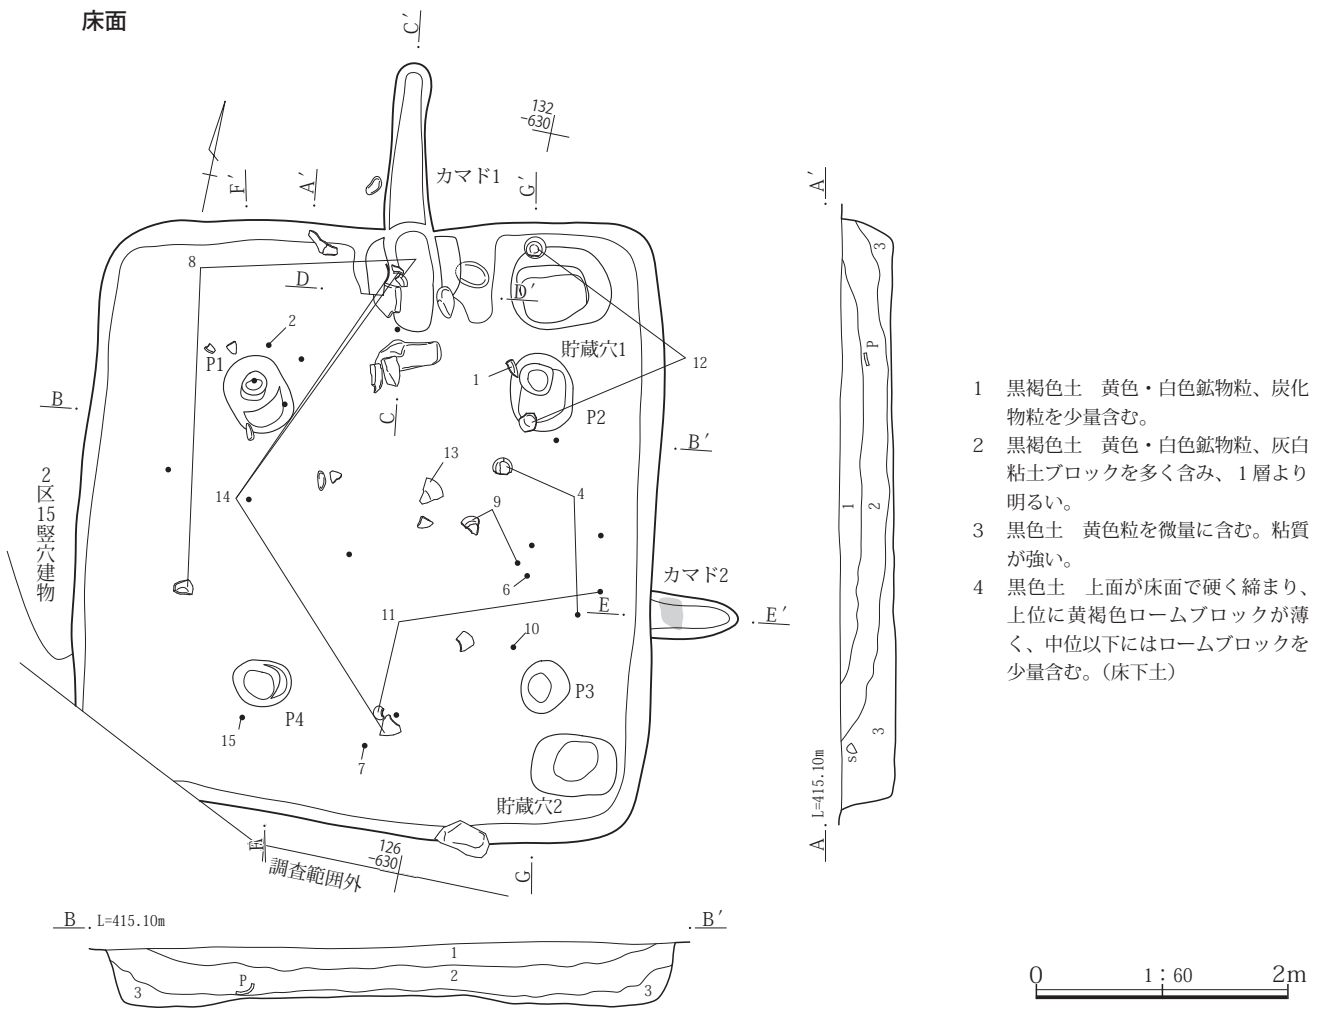 床面
C′
132
-630
カマド1
F′
A′
G′
A′
8
D
D′
3
2
P1
貯蔵穴1
P
12
1
P2
B
C
B′
1　黒褐色土　黄色・白色鉱物粒、炭化
物粒を少量含む。
2　黒褐色土　黄色・白色鉱物粒、灰白
粘土ブロックを多く含み、1層より
明るい。
3　黒色土　黄色粒を微量に含む。粘質
が強い。
4　黒色土　上面が床面で硬く締まり、
上位に黄褐色ロームブロックが薄
く、中位以下にはロームブロックを
少量含む。（床下土）
13
2区15竪穴建物
14
9
4
1
2
カマド2
6
E
E′
11
10
P3
P4
15
7
3
S
貯蔵穴2
L=415.10m
A
126
-630
調査範囲外
G
B
L=415.10m
B′
1
2
P
3
3
0
1：60
2m